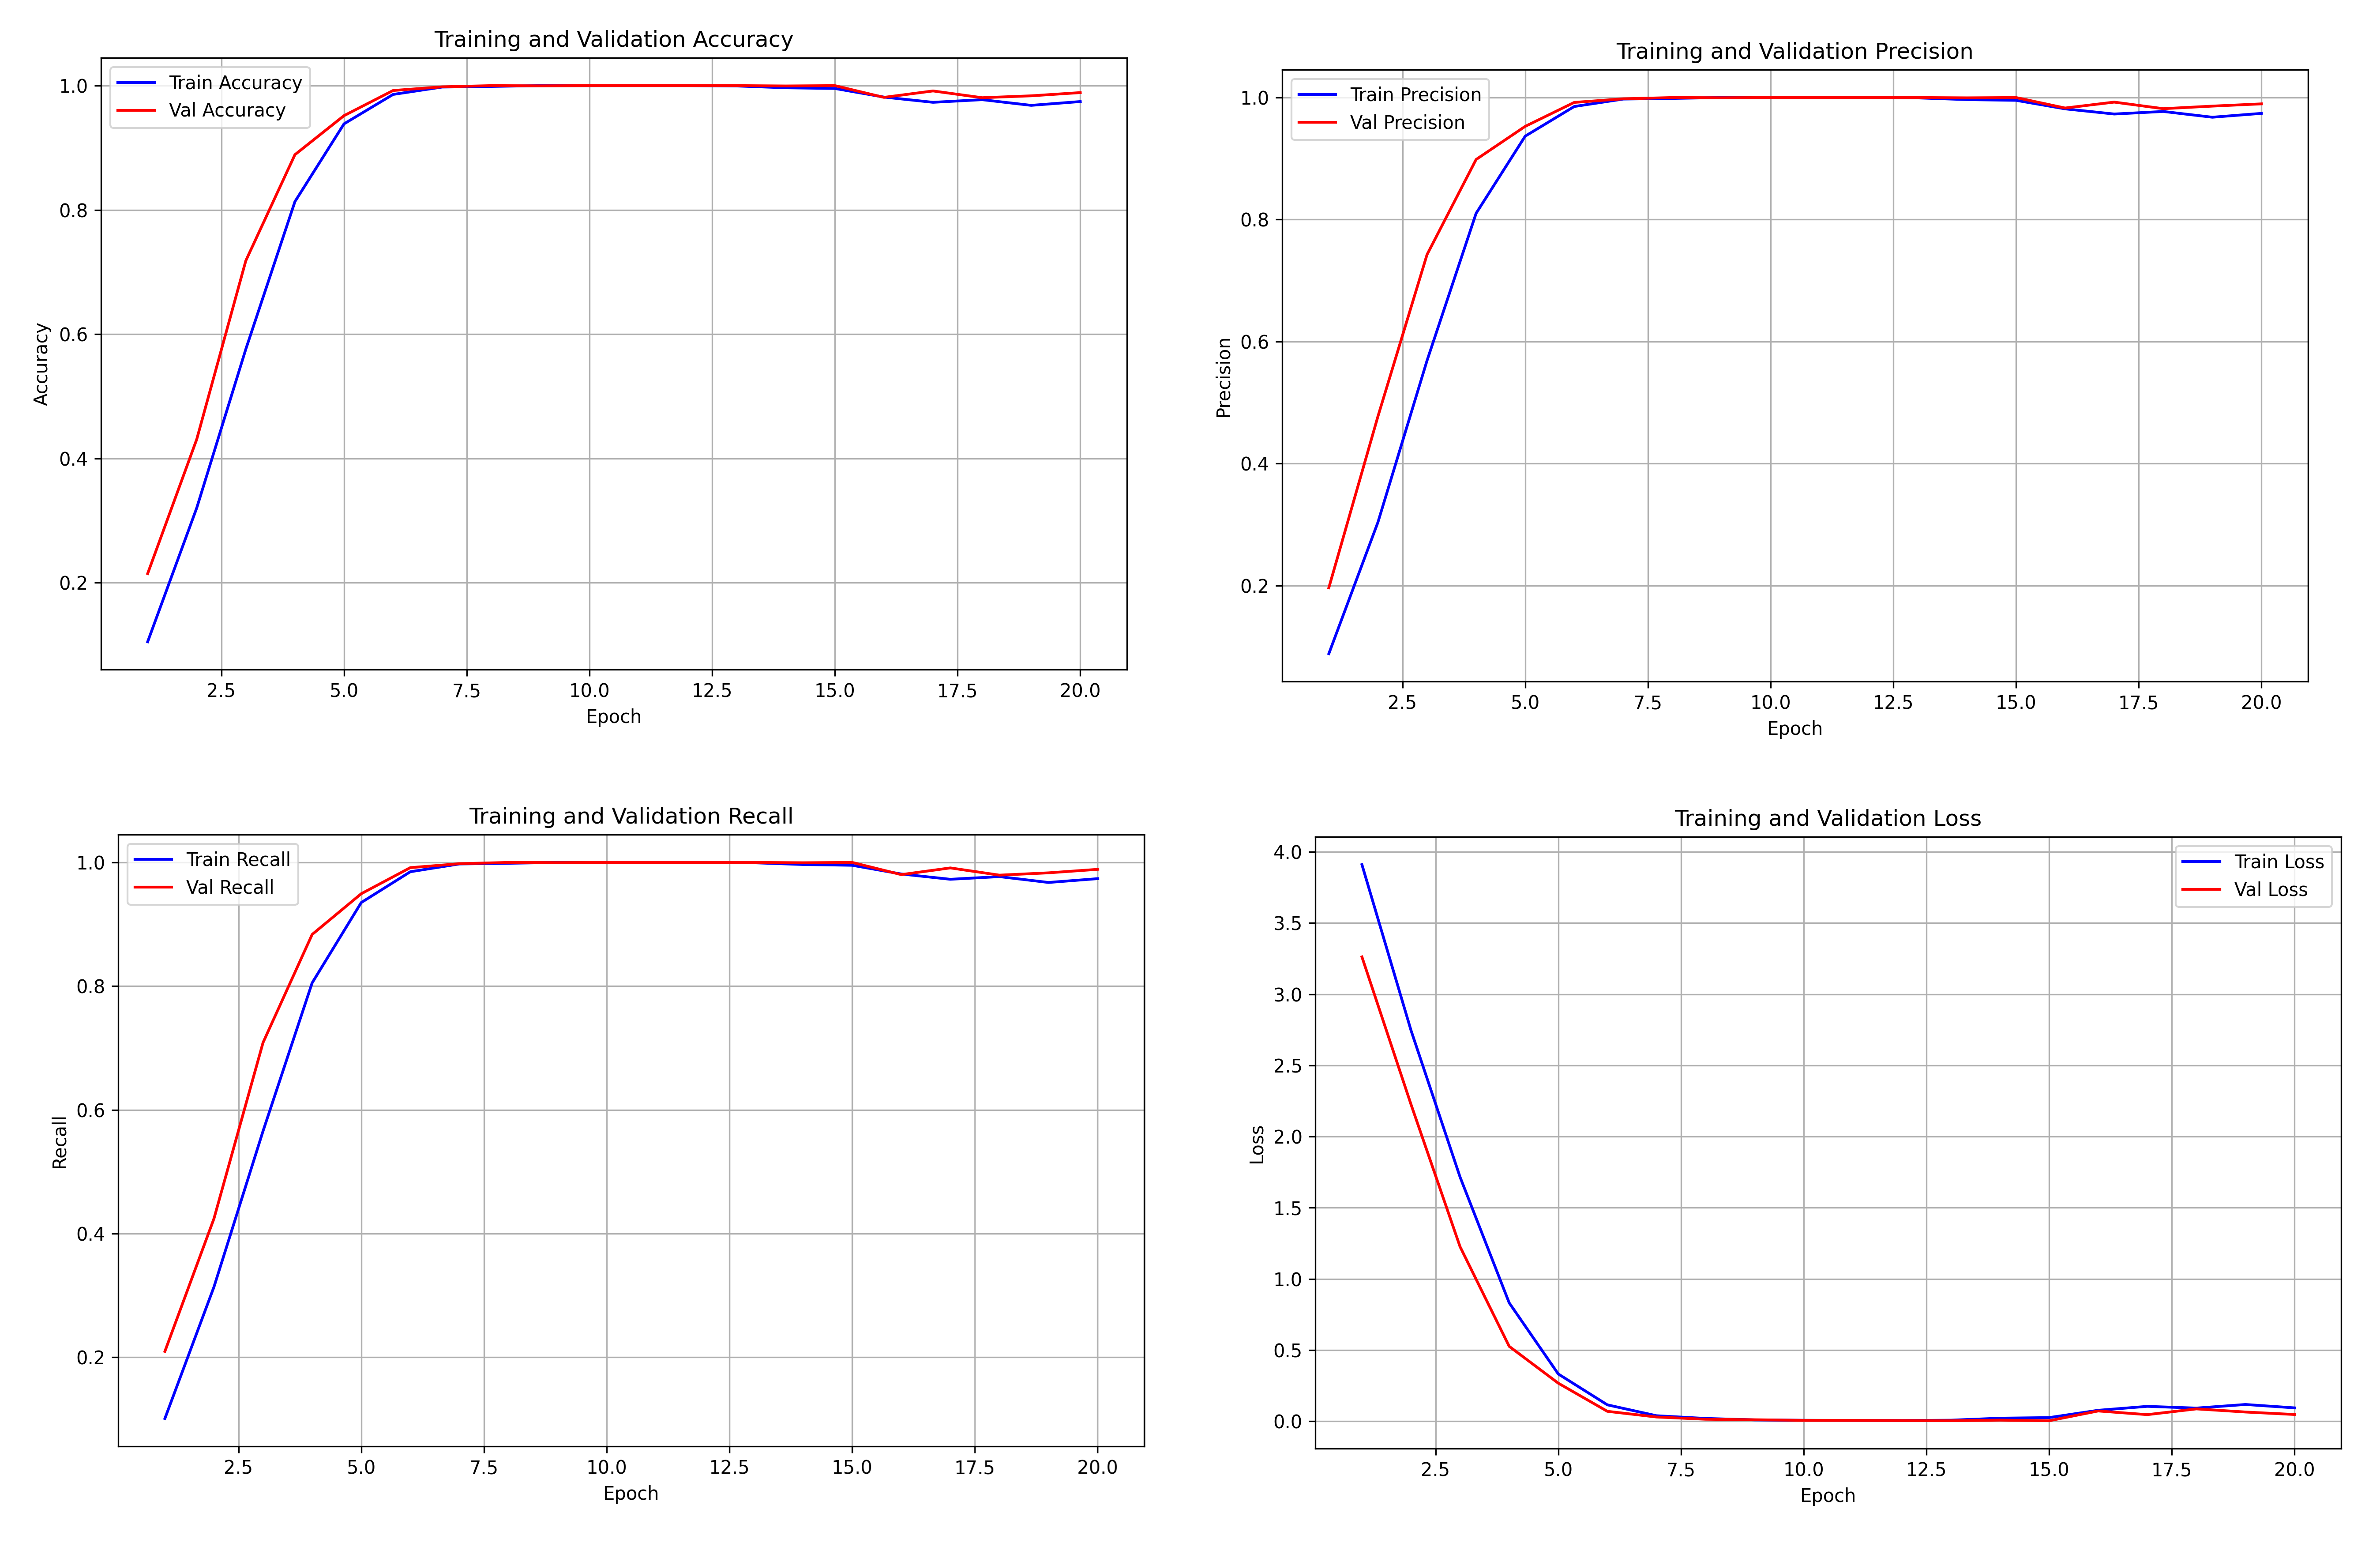 Training and Validation Accuracy
Train Accuracy
Val Accuracy
1.0
0.8
0.6
0.4
0.2
Accuracy
2.5 5.0 7.5 10.0 12.5 15.0 17.5 20.0
Epoch
Training and Validation Precision
Train Precision
Val Precision
1.0
0.8
0.6
0.4
0.2
Precision
2.5 5.0 7.5 10.0 12.5 15.0 17.5 20.0
Epoch
Training and Validation Recall
Train Recall
Val Recall
1.0
0.8
0.6
0.4
0.2
Recall
2.5 5.0 7.5 10.0 12.5 15.0 17.5 20.0
Epoch
Training and Validation Loss
Train Loss
Val Loss
4.0
3.5
3.0
2.5
2.0
1.5
1.0
0.5
0.0
Loss
2.5 5.0 7.5 10.0 12.5 15.0 17.5 20.0
Epoch